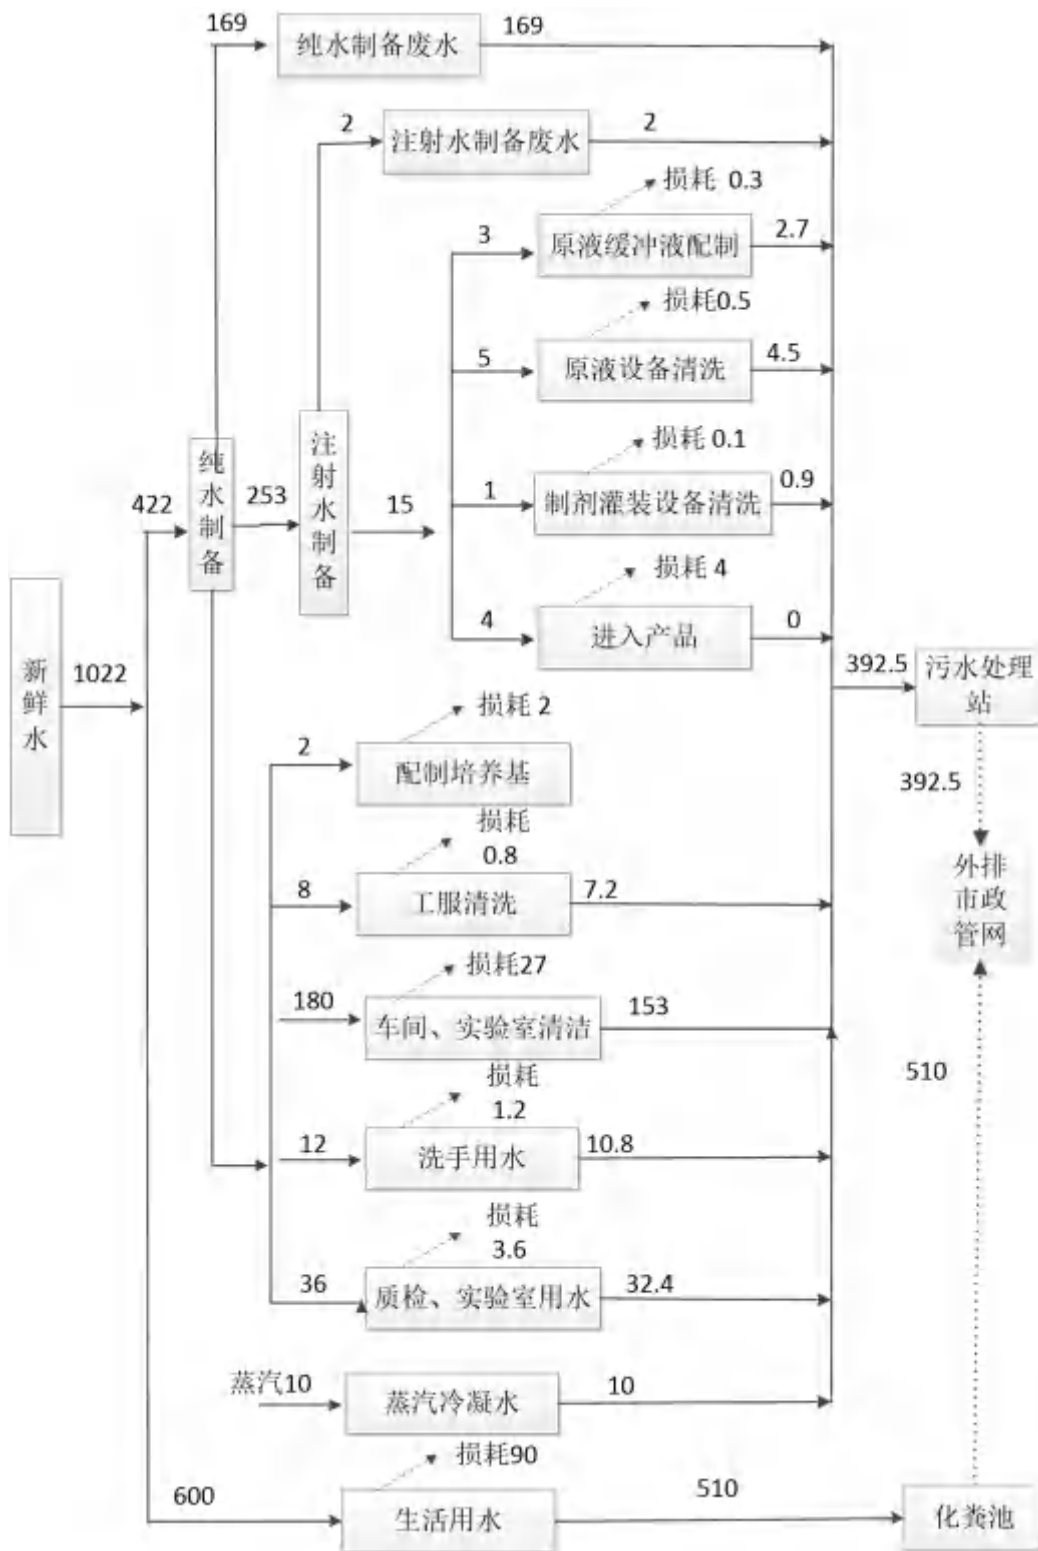 169
纯水制备废水
169
2
注射水制备废水
2
损耗 0.3
3
原液缓冲液配制
2.7
损耗0.5
5
原液设备清洗
4.5
损耗 0.1
1
制剂灌装设备清洗
0.9
损耗 4
4
进入产品
0
422
纯水制备
253
注射水制备
15
新鲜水
1022
392.5
污水处理
站
392.5
外排
市政
管网
510
损耗 2
2
配制培养基
损耗
0.8
8
工服清洗
7.2
损耗27
180
车间、实验室清洁
153
损耗
1.2
12
洗手用水
10.8
损耗
3.6
36
质检、实验室用水
32.4
蒸汽10
蒸汽冷凝水
10
损耗90
600
生活用水
510
化粪池